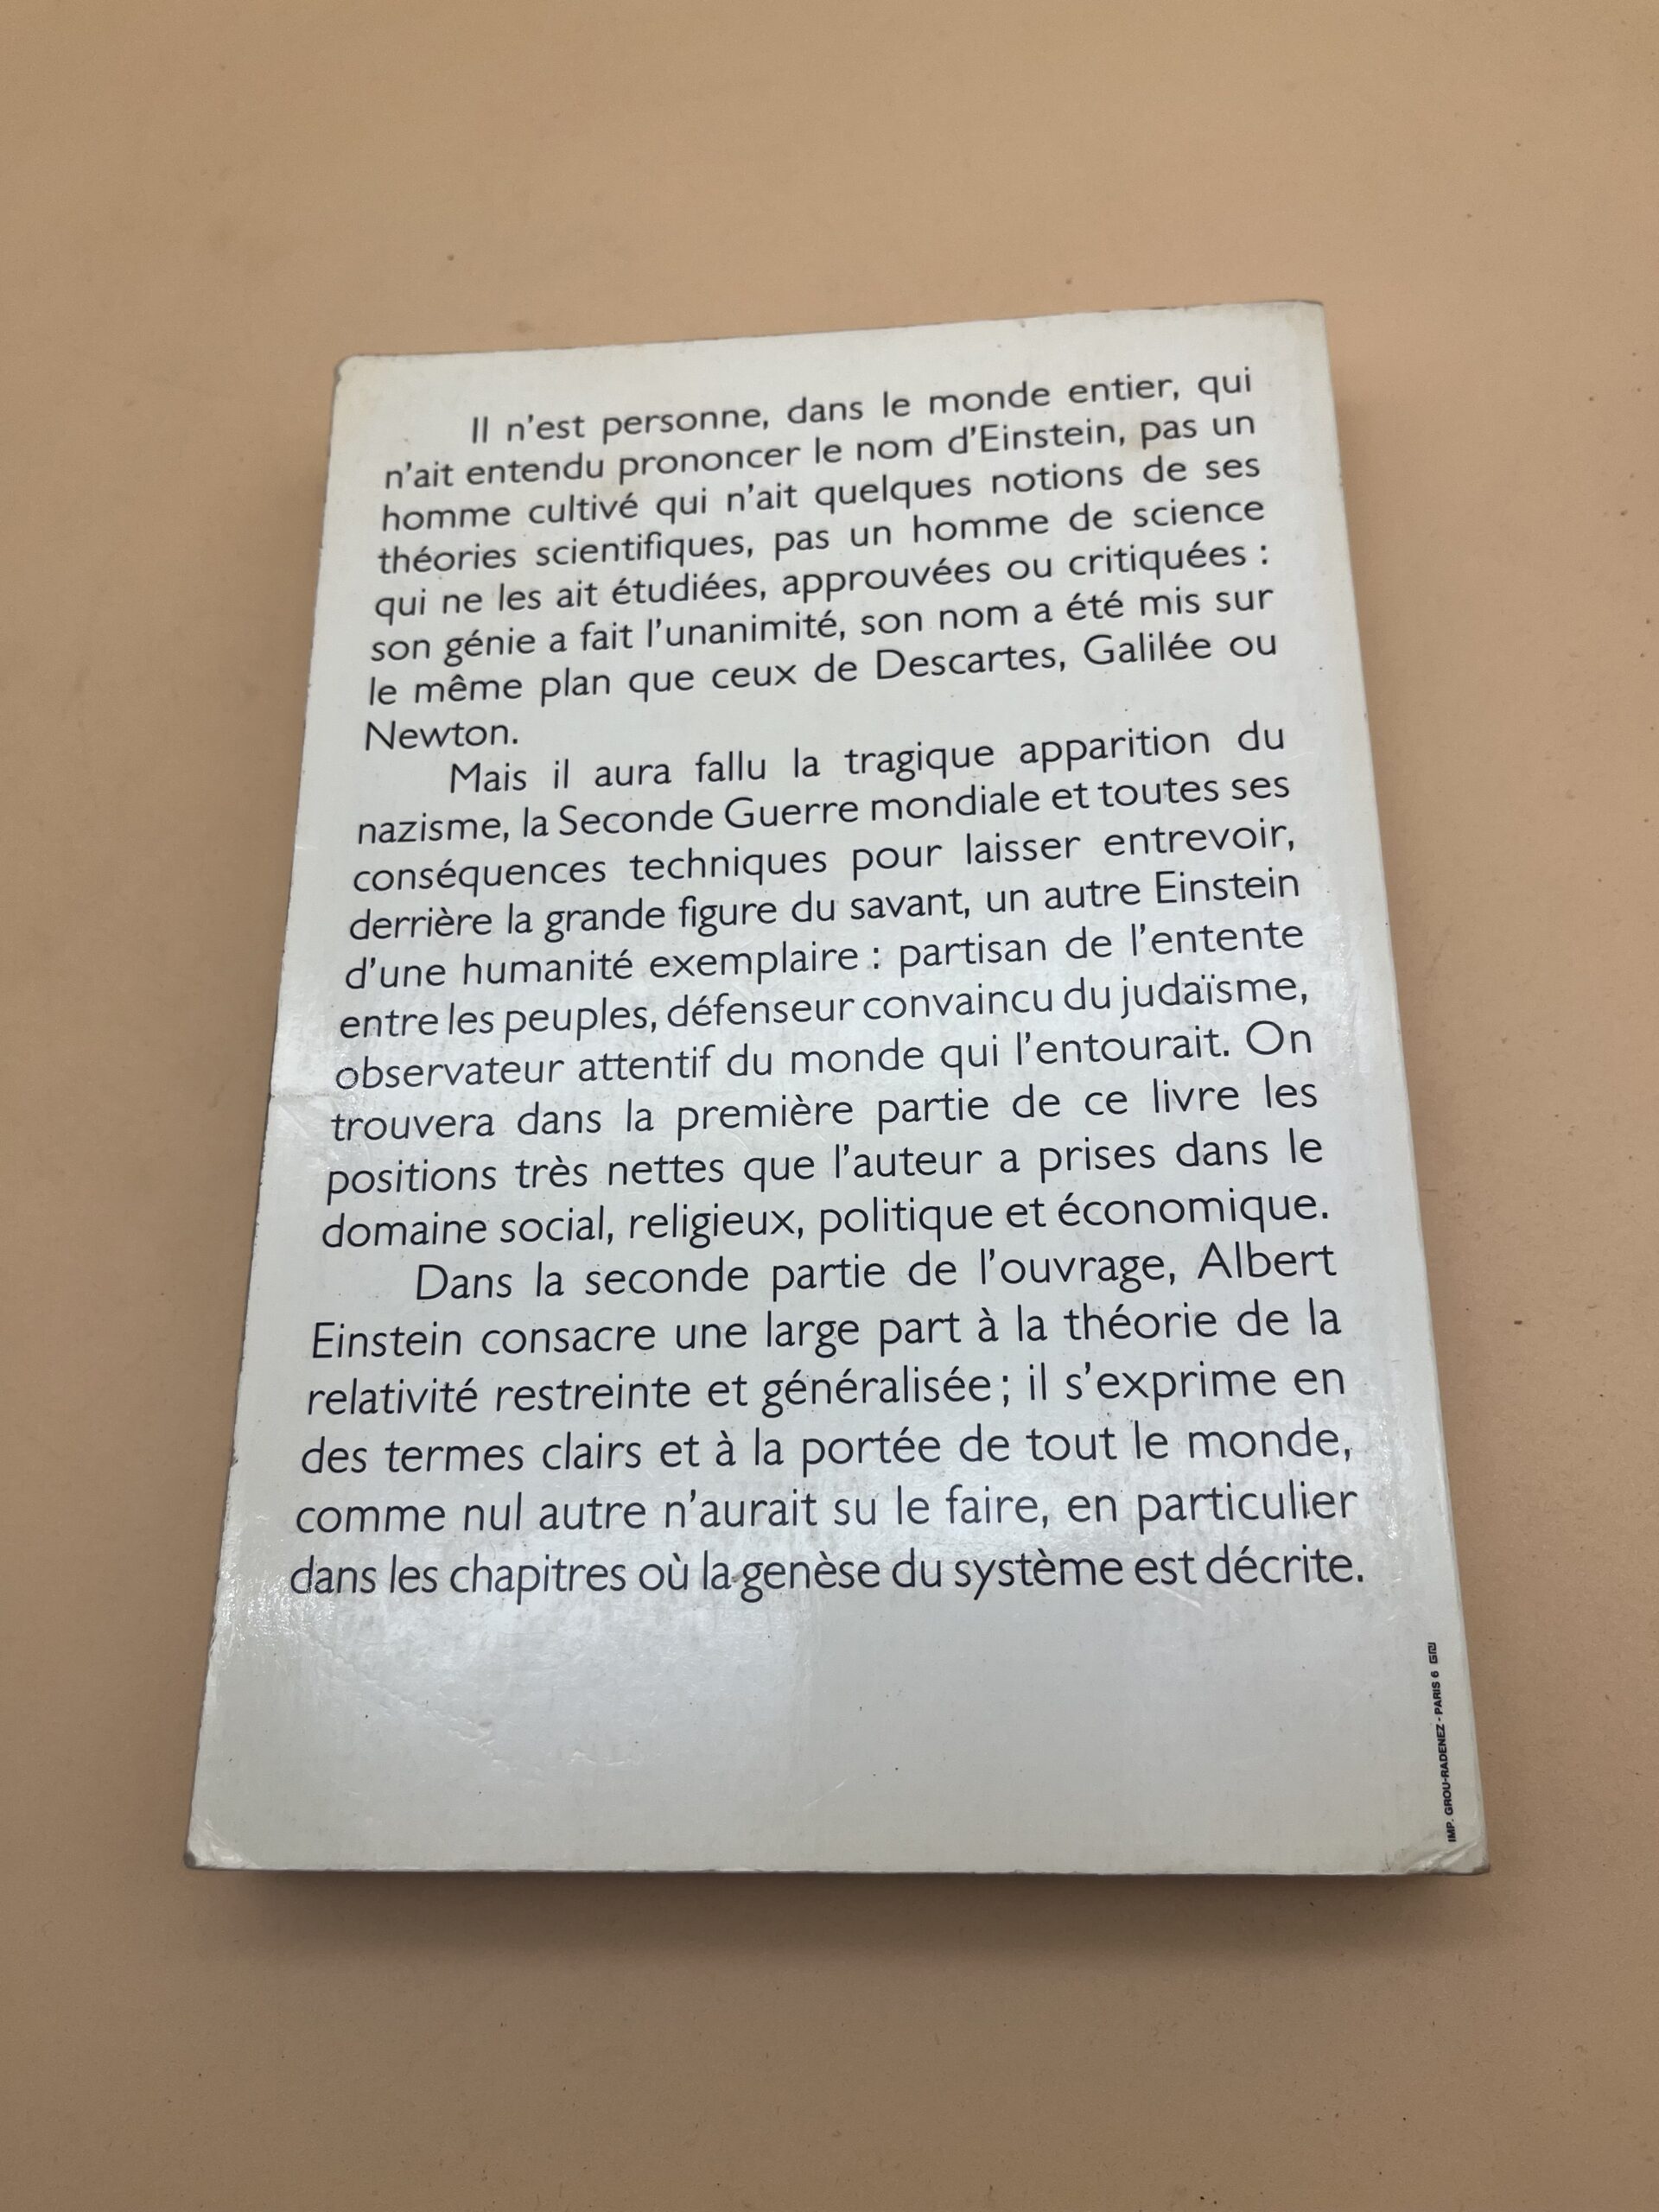 Il n'est personne, dans le monde entier, qui
n'ait entendu prononcer le nom d'Einstein, pas un
homme cultivé qui n'ait quelques notions de ses
théories scientifiques, pas un homme de science
qui ne les ait étudiées, approuvées ou critiquées :
son génie a fait l'unanimité, son nom a été mis sur
le même plan que ceux de Descartes, Galilée ou
Newton.
Mais il aura fallu la tragique apparition du
nazisme, la Seconde Guerre mondiale et toutes ses
conséquences techniques pour laisser entrevoir,
derrière la grande figure du savant, un autre Einstein
d'une humanité exemplaire : partisan de l'entente
entre les peuples, défenseur convaincu du judaïsme,
observateur attentif du monde qui l'entourait. On
trouvera dans la première partie de ce livre les
positions très nettes que l'auteur a prises dans le
domaine social, religieux, politique et économique.
Dans la seconde partie de l'ouvrage, Albert
Einstein consacre une large part à la théorie de la
relativité restreinte et généralisée ; il s'exprime en
des termes clairs et à la portée de tout le monde,
comme nul autre n'aurait su le faire, en particulier
dans les chapitres où la genèse du système est décrite.
IMP. GROU-RADENEZ - PARIS 6